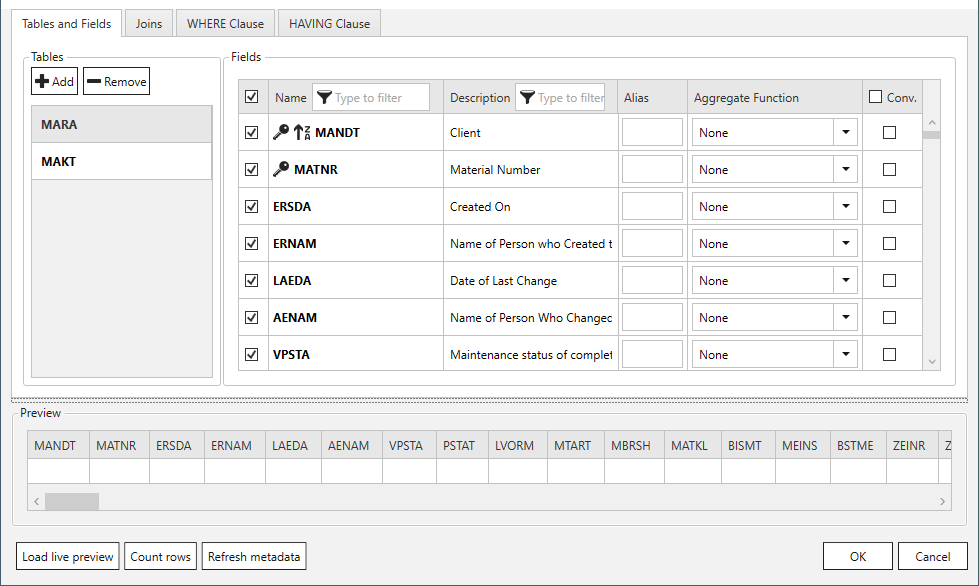 Tables and Fields Joins WHERE Clause HAVING Clause
Tables
Add Remove
MARA
MAKT
Fields
Name Type to filter Description Type to filter Alias Aggregate Function Conv.
MANDT Client None
MATNR Material Number None
ERSDA Created On None
ERNAM Name of Person who Created t None
LAEDA Date of Last Change None
AENAM Name of Person Who Changed None
VPSTA Maintenance status of complet None
Preview
MANDT MATNR ERSDA ERNAM LAEDA AENAM VPSTA PSTAT LVORM MTART MBRSH MATKL BISMT MEINS BSTME ZEINR Z
Load live preview Count rows Refresh metadata OK Cancel